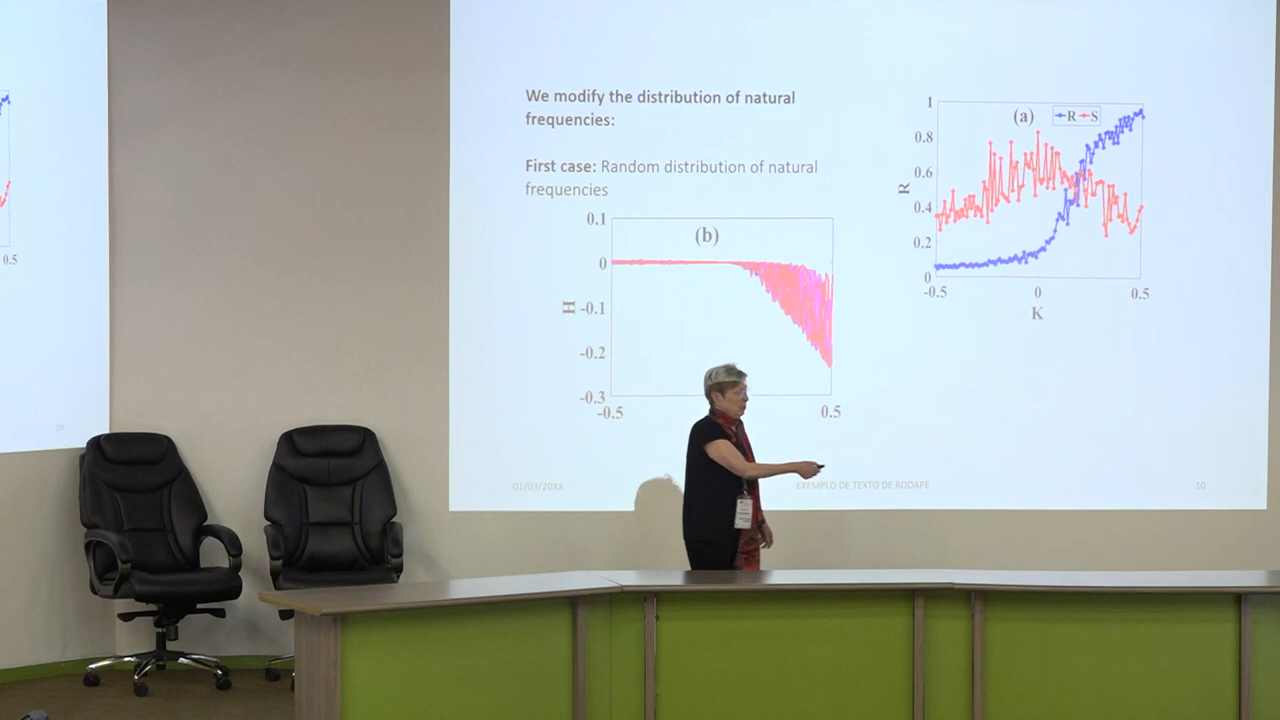 We modify the distribution of natural
frequencies:
First case: Random distribution of natural
frequencies
(b)
0.1
0
-0.1
-0.2
-0.3
H
-0.5
0.5
(a)
R
S
1
0.8
0.6
0.4
0.2
0
R
-0.5
0
0.5
K
01/03/20XX
EXEMPLO DE TEXTO DE RODAPÉ
10
0.5
10